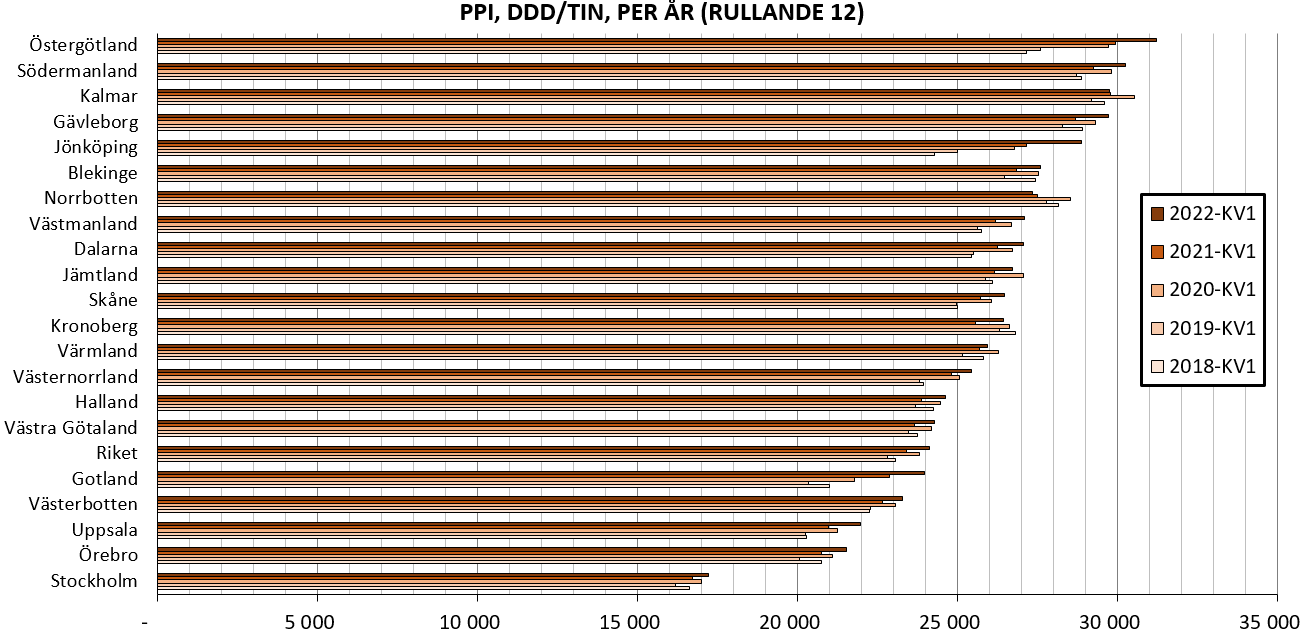 PPI, DDD/TIN, PER ÅR (RULLANDE 12)
Östergötland
Södermanland
Kalmar
Gävleborg
Jönköping
Blekinge
Norrbotten
Västmanland
Dalarna
Jämtland
Skåne
Kronoberg
Värmland
Västernorrland
Halland
Västra Götaland
Riket
Gotland
Västerbotten
Uppsala
Örebro
Stockholm
2022-KV1
2021-KV1
2020-KV1
2019-KV1
2018-KV1
- 5 000 10 000 15 000 20 000 25 000 30 000 35 000